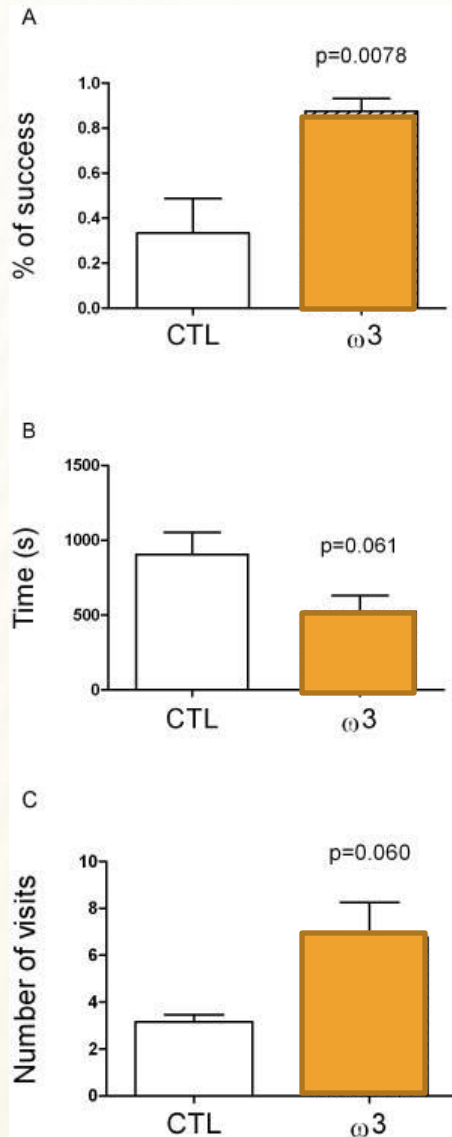 A
p=0.0078
% of success
1.0
0.8
0.6
0.4
0.2
0.0
CTL ω3
B
p=0.061
Time (s)
1500
1000
500
0
CTL ω3
C
p=0.060
Number of visits
10
8
6
4
2
0
CTL ω3